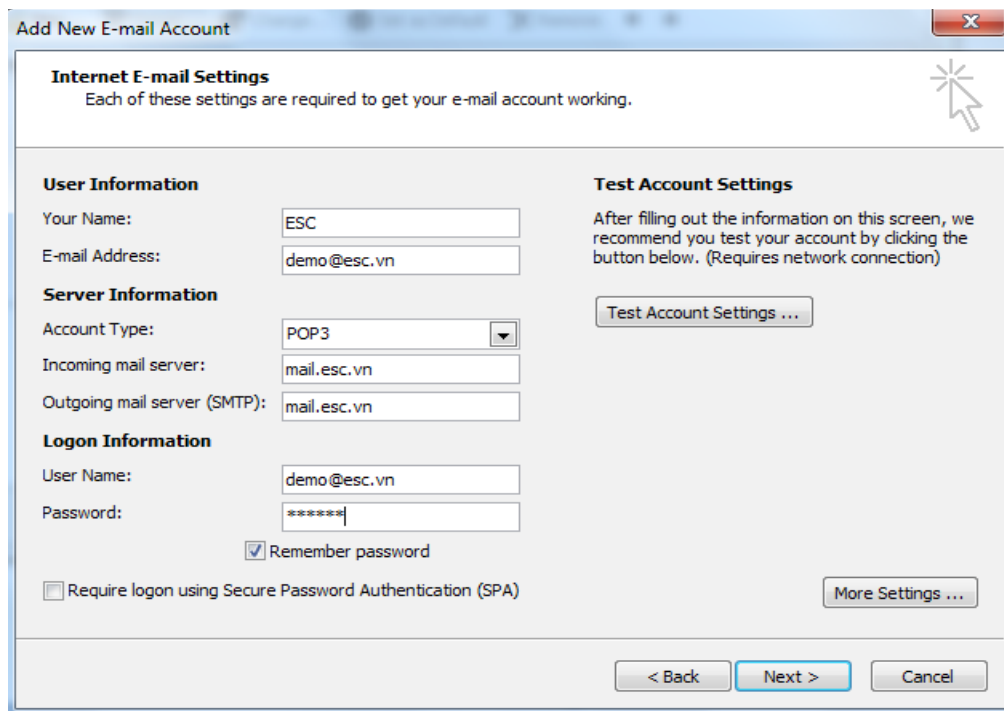 Add New E-mail Account
Internet E-mail Settings
Each of these settings are required to get your e-mail account working.
User Information
Your Name:
ESC
E-mail Address:
demo@esc.vn
Server Information
Account Type:
POP3
Incoming mail server:
mail.esc.vn
Outgoing mail server (SMTP):
mail.esc.vn
Logon Information
User Name:
demo@esc.vn
Password:
******
Remember password
Require logon using Secure Password Authentication (SPA)
Test Account Settings
After filling out the information on this screen, we
recommend you test your account by clicking the
button below. (Requires network connection)
Test Account Settings ...
More Settings ...
< Back
Next >
Cancel